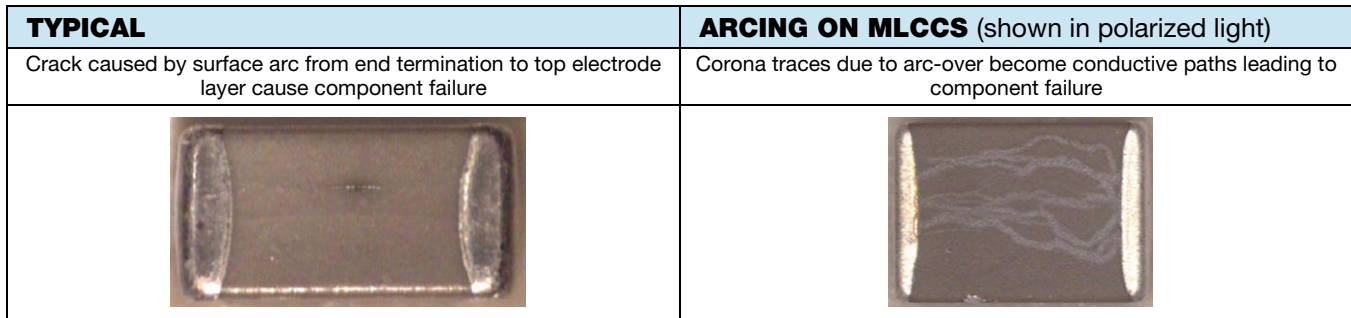 TYPICAL
ARCING ON MLCCS (shown in polarized light)
Crack caused by surface arc from end termination to top electrode
layer cause component failure
Corona traces due to arc-over become conductive paths leading to
component failure